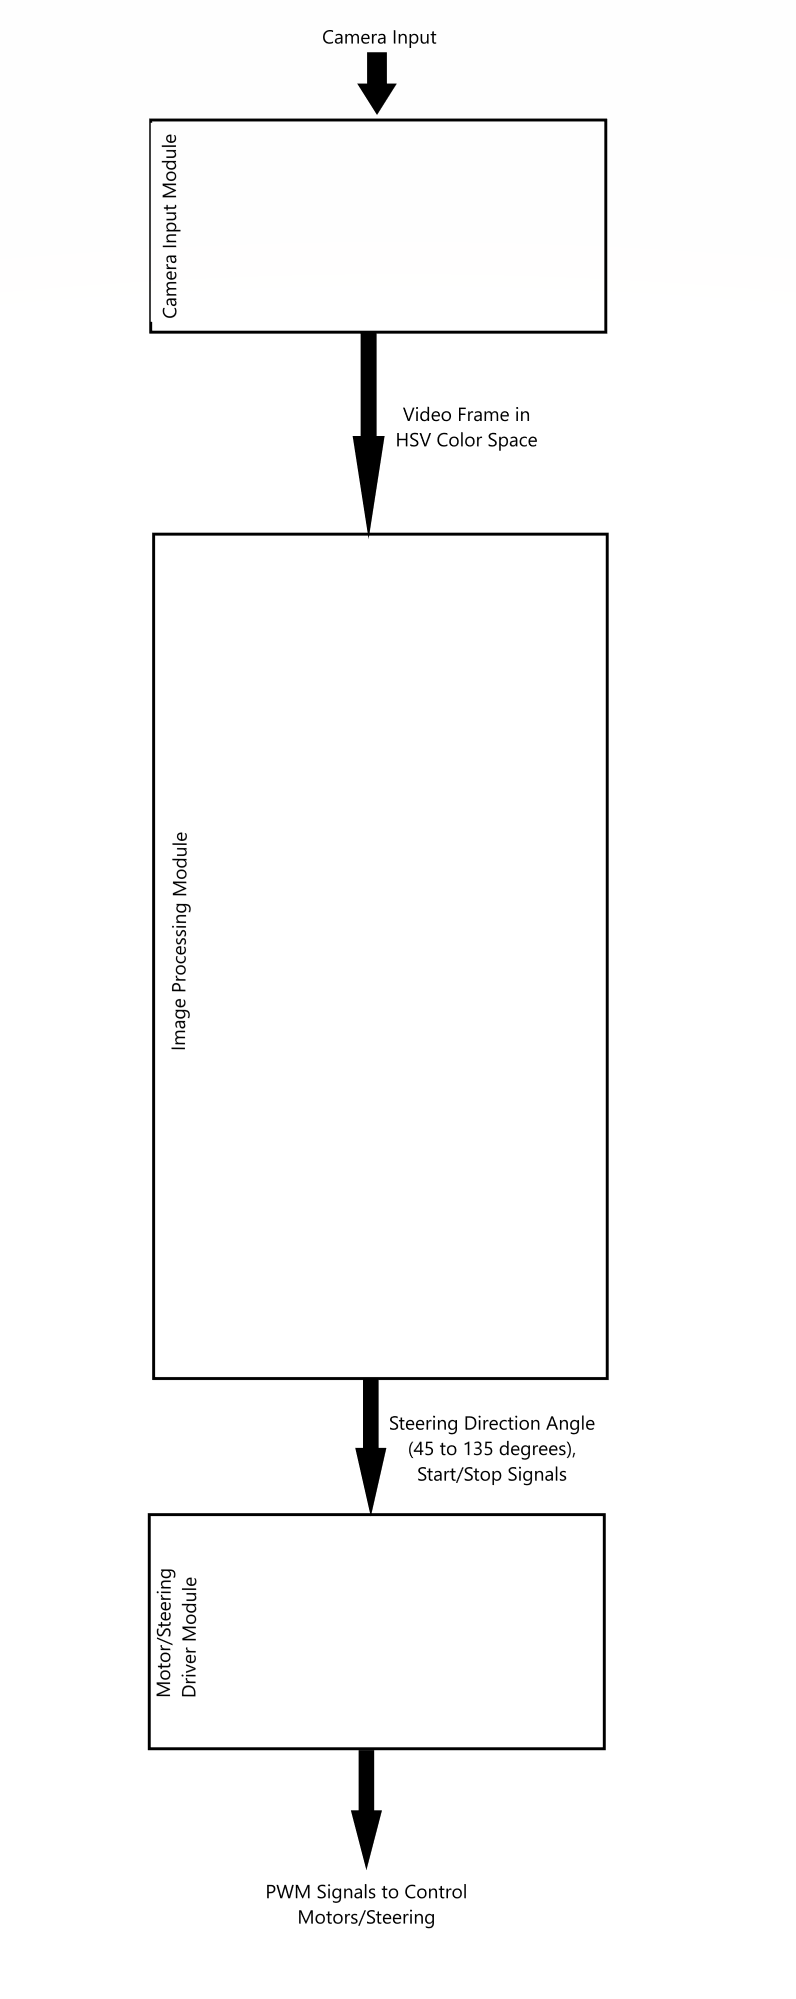 Camera Input
Camera Input Module
Video Frame in
HSV Color Space
Image Processing Module
Steering Direction Angle
(45 to 135 degrees),
Start/Stop Signals
Motor/Steering
Driver Module
PWM Signals to Control
Motors/Steering